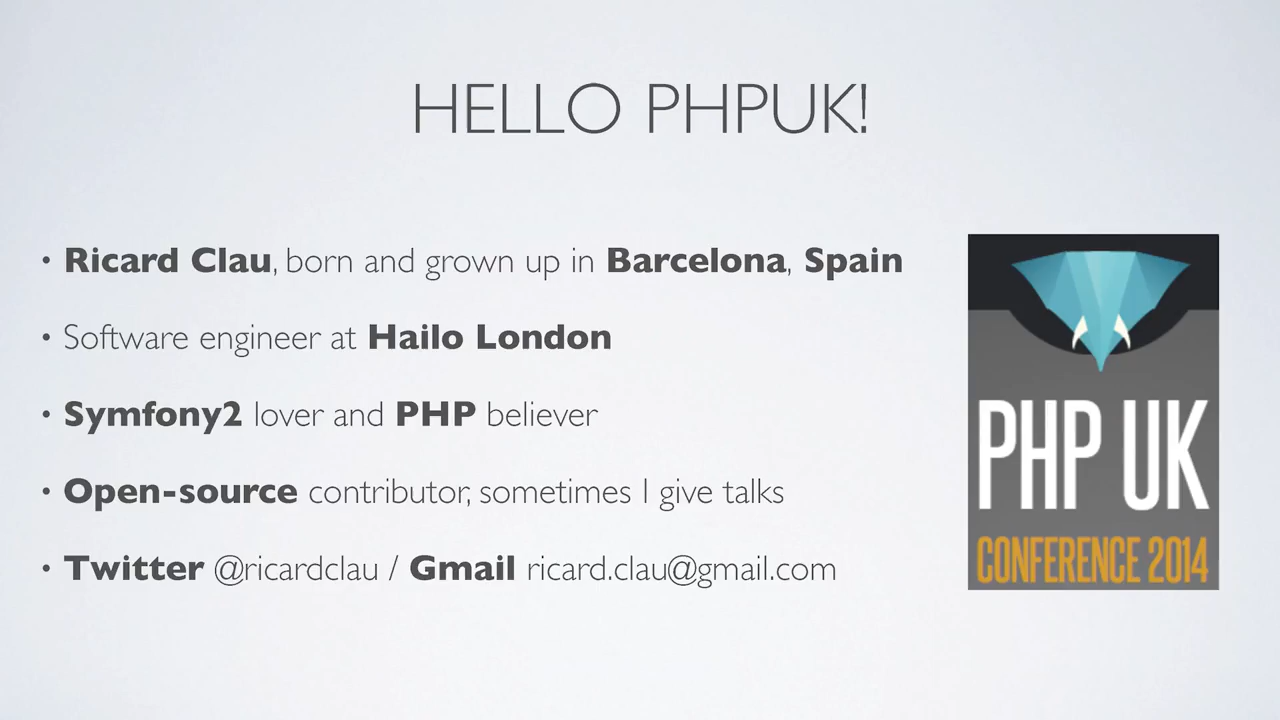 HELLO PHPUK!
• Ricard Clau, born and grown up in Barcelona, Spain
• Software engineer at Hailo London
• Symfony2 lover and PHP believer
• Open-source contributor, sometimes I give talks
• Twitter @ricardclau / Gmail ricard.clau@gmail.com
PHP UK
CONFERENCE 2014